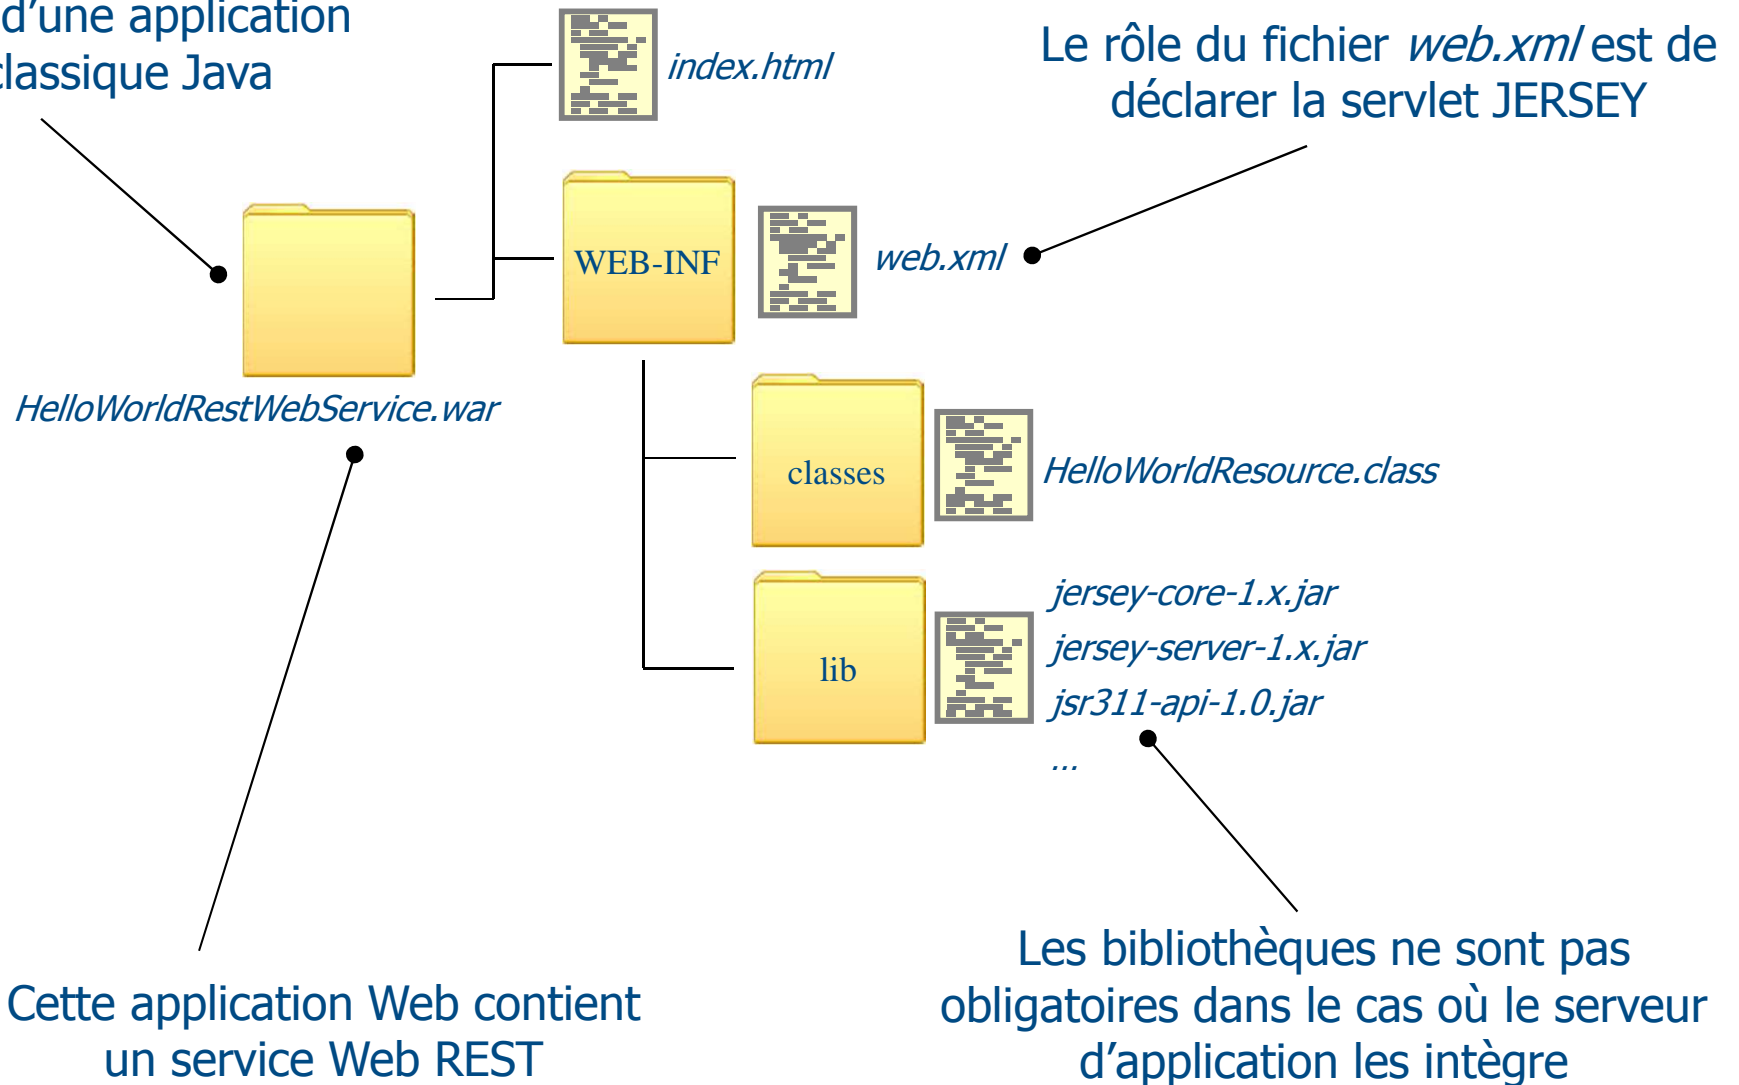 d’une application
classique Java
index.html
Le rôle du fichier web.xml est de
déclarer la servlet JERSEY
WEB-INF
web.xml
HelloWorldRestWebService.war
classes
HelloWorldResource.class
lib
jersey-core-1.x.jar
jersey-server-1.x.jar
jsr311-api-1.0.jar
…
Cette application Web contient
un service Web REST
Les bibliothèques ne sont pas
obligatoires dans le cas où le serveur
d’application les intègre